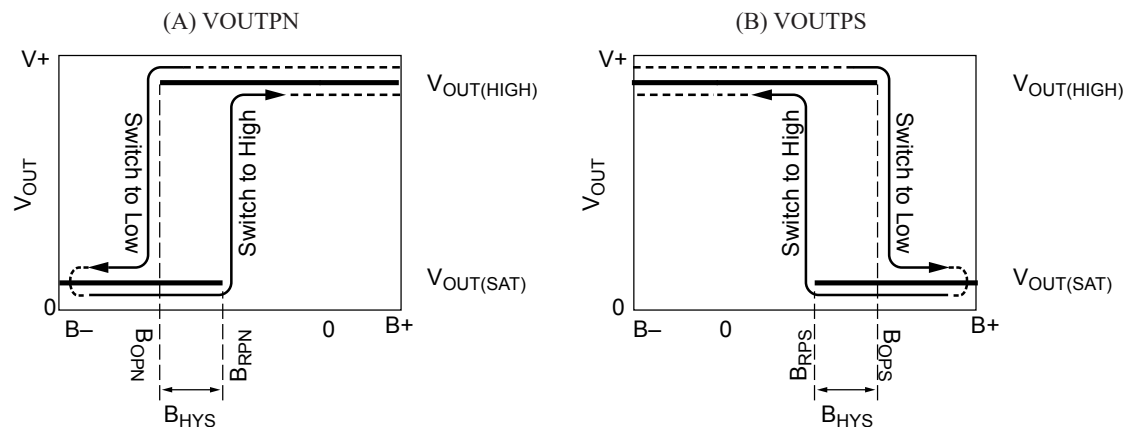 (A) VOUTPN
V+
VOUT(HIGH)
Switch to Low
Switch to High
VOUT
VOUT(SAT)
0
B–
0
B+
BOPN
BRPN
BHYS
(B) VOUTPS
V+
VOUT(HIGH)
Switch to High
Switch to Low
VOUT
VOUT(SAT)
0
B–
0
B+
BRPS
BOPS
BHYS